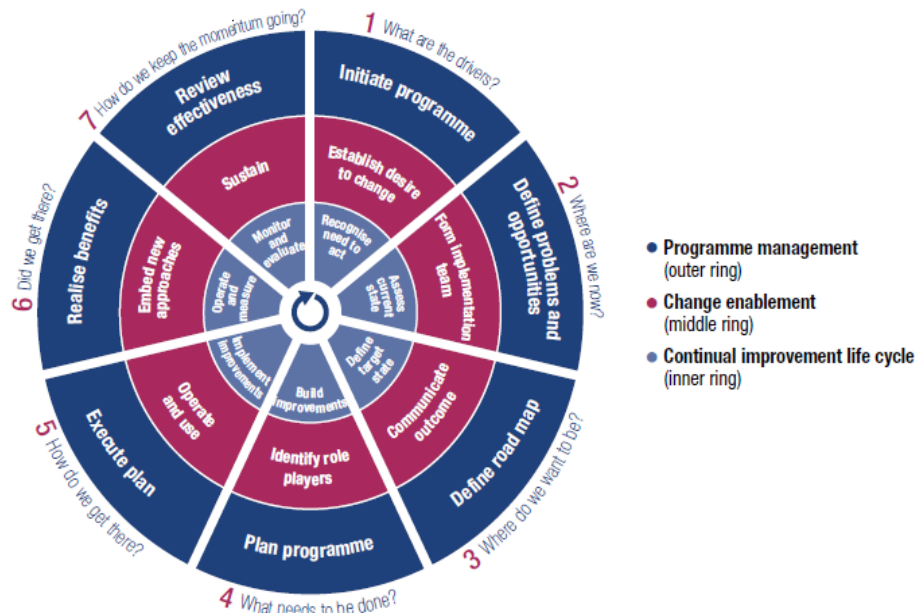 1 What are the drivers?
Initiate programme
Establish desire
to change
Recognise
need to
act
2 Where are we now?
Define problems and
opportunities
Form implementation
team
Assess
current
state
3 Where do we want to be?
Define road map
Communicate
outcome
Define
target
state
4 What needs to be done?
Plan programme
Identify role
players
Build
improvements
5 How do we get there?
Execute plan
Operate
and use
Implement
improvements
6 Did we get there?
Realise benefits
Embed new
approaches
Operate
and
measure
7 How do we keep the momentum going?
Review
effectiveness
Sustain
Monitor
and
evaluate
Programme management
(outer ring)
Change enablement
(middle ring)
Continual improvement life cycle
(inner ring)